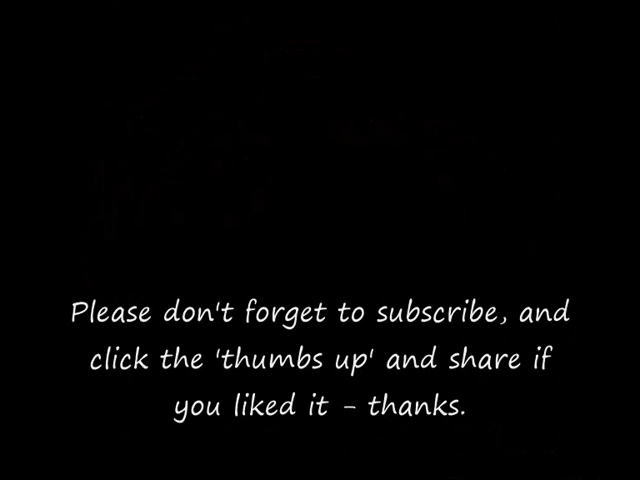 Please don't forget to subscribe, and
click the 'thumbs up' and share if
you liked it - thanks.